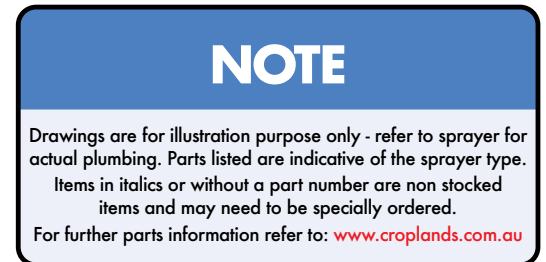 NOTE
Drawings are for illustration purpose only - refer to sprayer for
actual plumbing. Parts listed are indicative of the sprayer type.
Items in italics or without a part number are non stocked
items and may need to be specially ordered.
For further parts information refer to: www.croplands.com.au